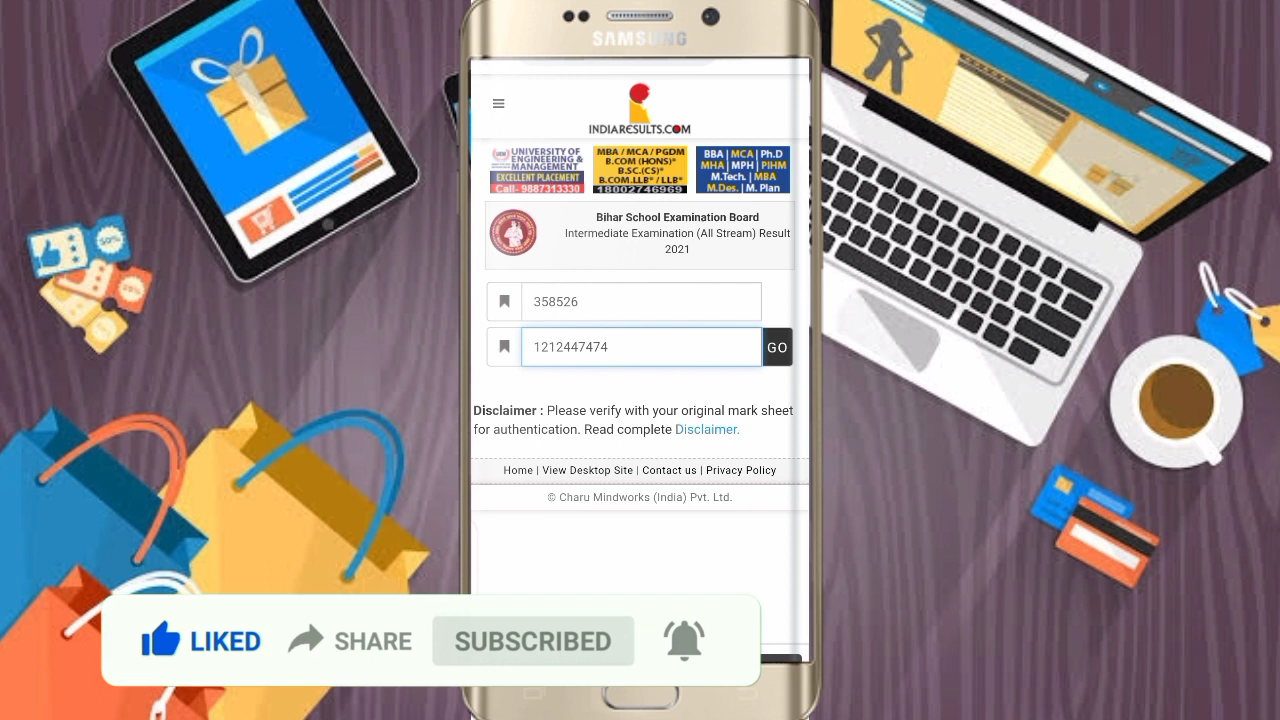 SAMSUNG
INDIARESULTS.COM
UNIVERSITY OF
ENGINEERING &
MANAGEMENT
EXCELLENT PLACEMENT
Call- 9887313330
MBA / MCA / PGDM
B.COM (HONS)*
B.SC.(CS)*
B.COM.LLB* / LLB*
18002746969
BBA | MCA | Ph.D
MHA | MPH | PIHM
M.Tech. | MBA
M.Des. | M. Plan
Bihar School Examination Board
Intermediate Examination (All Stream) Result
2021
358526
1212447474
GO
Disclaimer : Please verify with your original mark sheet
for authentication. Read complete Disclaimer.
Home | View Desktop Site | Contact us | Privacy Policy
© Charu Mindworks (India) Pvt. Ltd.
50%
LIKED
SHARE
SUBSCRIBED